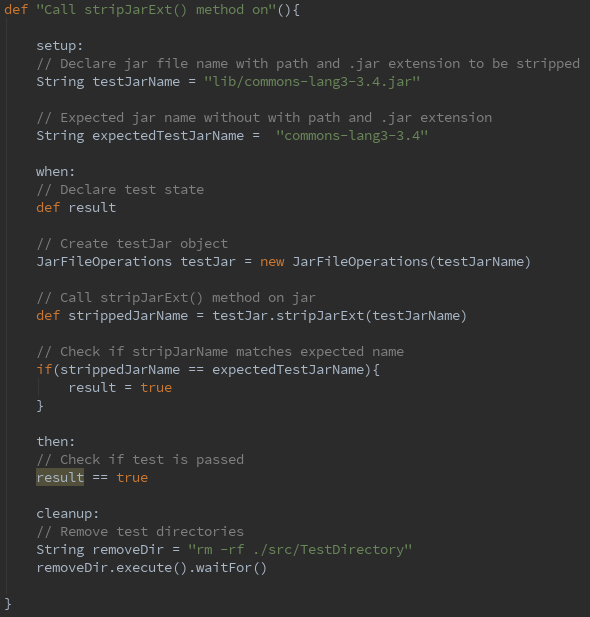 def "Call stripJarExt() method on"(){
setup:
// Declare jar file name with path and .jar extension to be stripped
String testJarName = "lib/commons-lang3-3.4.jar"
// Expected jar name without with path and .jar extension
String expectedTestJarName =  "commons-lang3-3.4"
when:
// Declare test state
def result
// Create testJar object
JarFileOperations testJar = new JarFileOperations(testJarName)
// Call stripJarExt() method on jar
def strippedJarName = testJar.stripJarExt(testJarName)
// Check if stripJarName matches expected name
if(strippedJarName == expectedTestJarName){
result = true
}
then:
// Check if test is passed
result == true
cleanup:
// Remove test directories
String removeDir = "rm -rf ./src/TestDirectory"
removeDir.execute().waitFor()
}